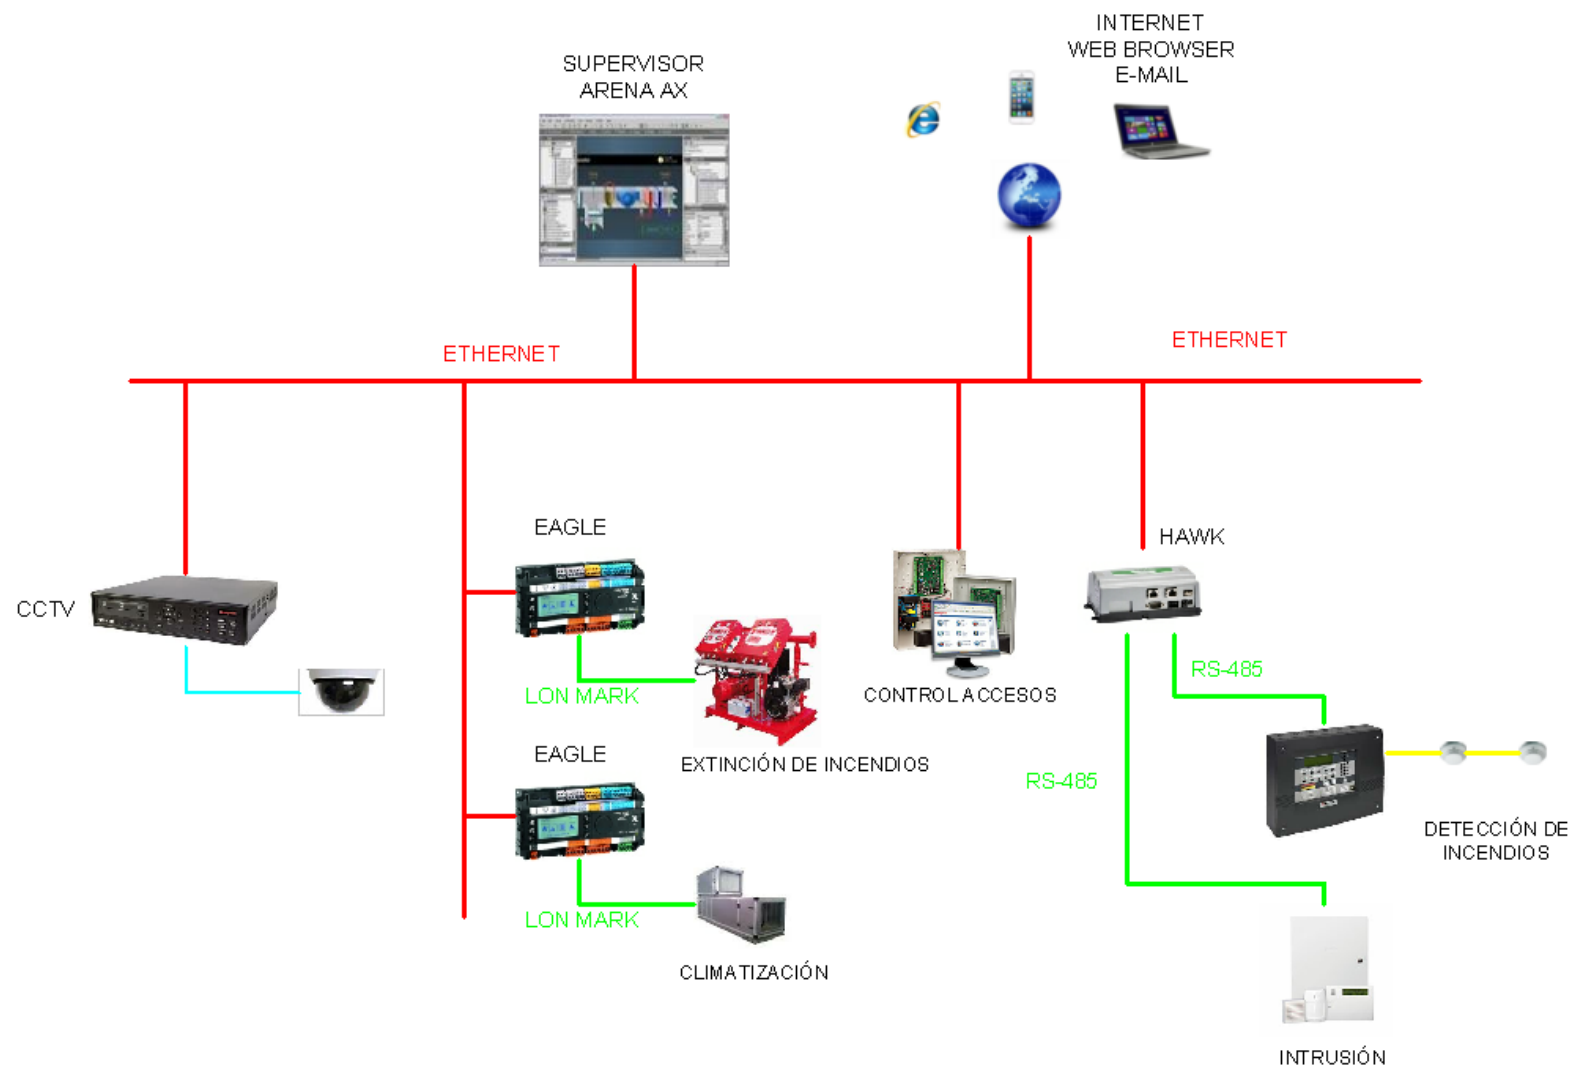 INTERNET
WEB BROWSER
E-MAIL
SUPERVISOR
ARENA AX
ETHERNET
ETHERNET
EAGLE
HAWK
CCTV
RS-485
LON MARK
CONTROL ACCESOS
EAGLE
EXTINCIÓN DE INCENDIOS
RS-485
DETECCIÓN DE
INCENDIOS
LON MARK
CLIMATIZACIÓN
INTRUSIÓN